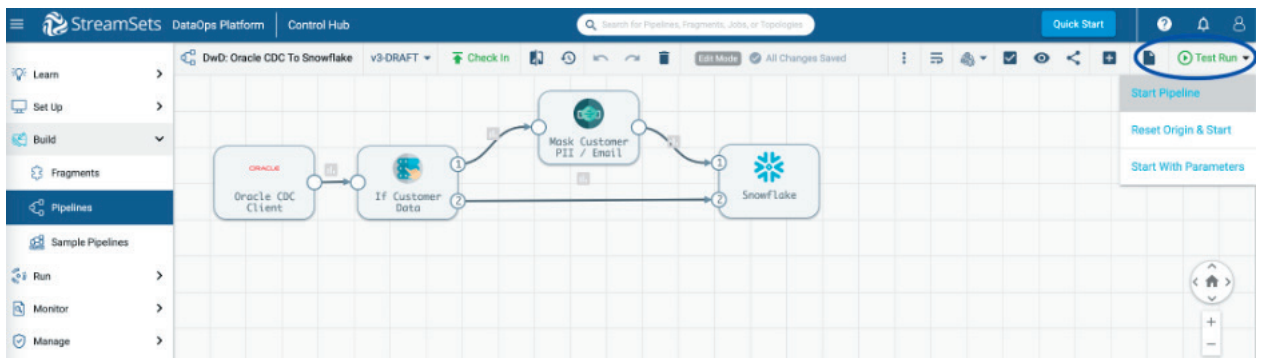 StreamSets DataOps Platform Control Hub
Search for Pipelines, Fragments, Jobs, or Topologies
Quick Start
?
DwD: Oracle CDC To Snowflake v3-DRAFT Check In Edit Mode All Changes Saved Test Run
Learn
Set Up
Build
Fragments
Pipelines
Sample Pipelines
Run
Monitor
Manage
ORACLE
Oracle CDC
Client
If Customer
Data
1
2
Mask Customer
PII / Email
1
2
Snowflake
Start Pipeline
Reset Origin & Start
Start With Parameters
+
−